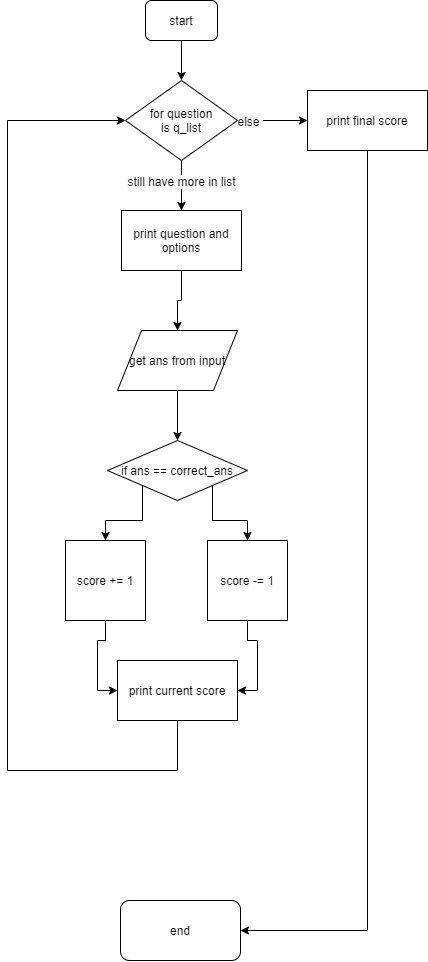 start
for question
is q_list
else
print final score
still have more in list
print question and
options
get ans from input
if ans == correct_ans
score += 1
score -= 1
print current score
end